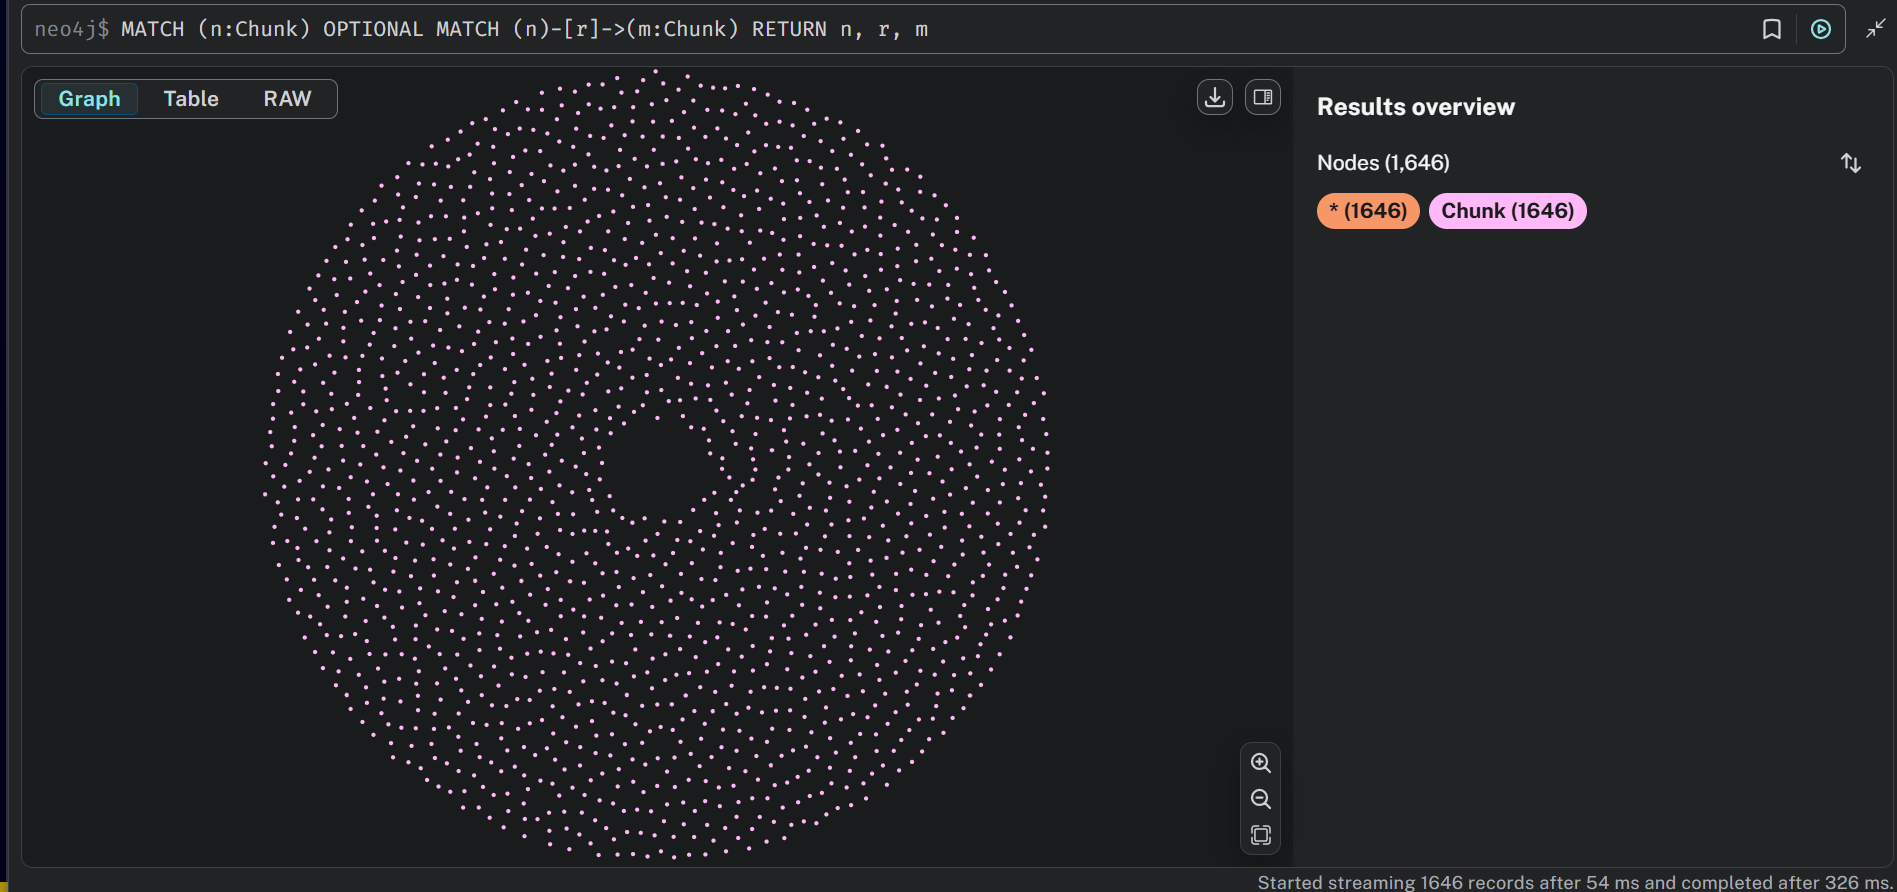 neo4j$ MATCH (n:Chunk) OPTIONAL MATCH (n)-[r]->(m:Chunk) RETURN n, r, m
Graph Table RAW
Results overview
Nodes (1,646)
* (1646) Chunk (1646)
Started streaming 1646 records after 54 ms and completed after 326 ms.